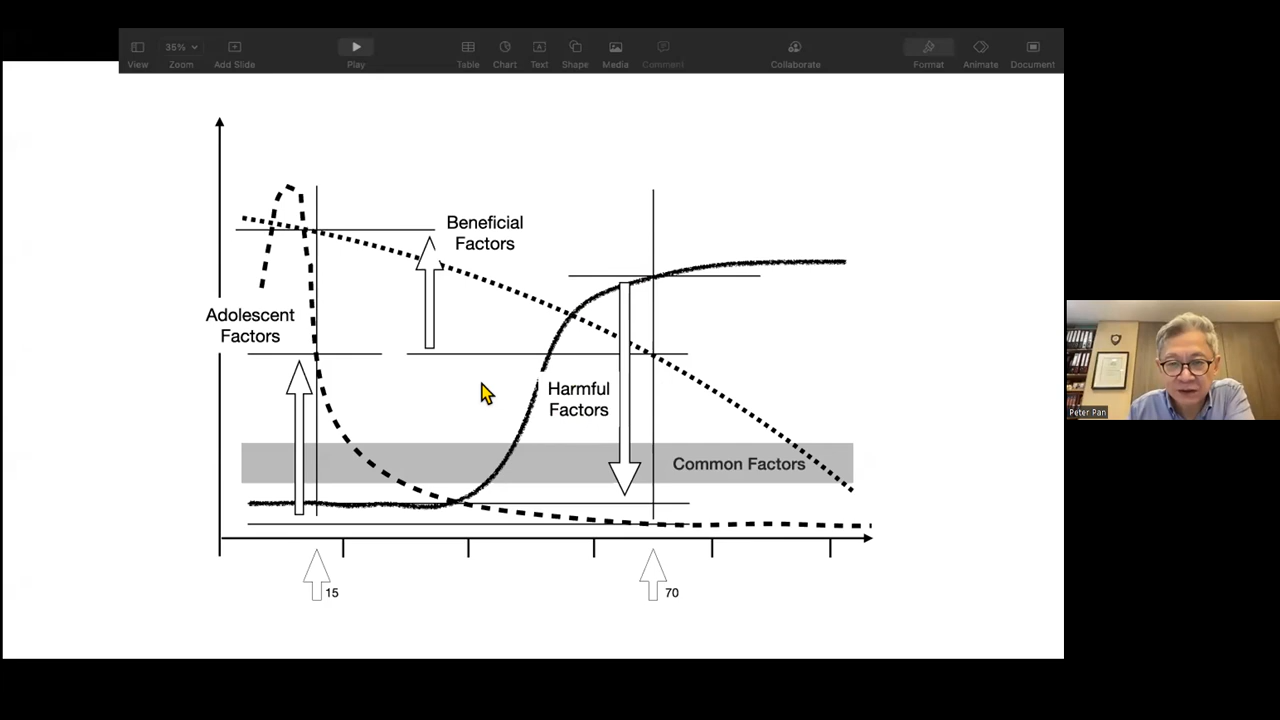 View
35%
Zoom
Add Slide
Play
Table
Chart
Text
Shape
Media
Comment
Collaborate
Format
Animate
Document
Beneficial
Factors
Adolescent
Factors
Harmful
Factors
Common Factors
15
70
Peter Pan